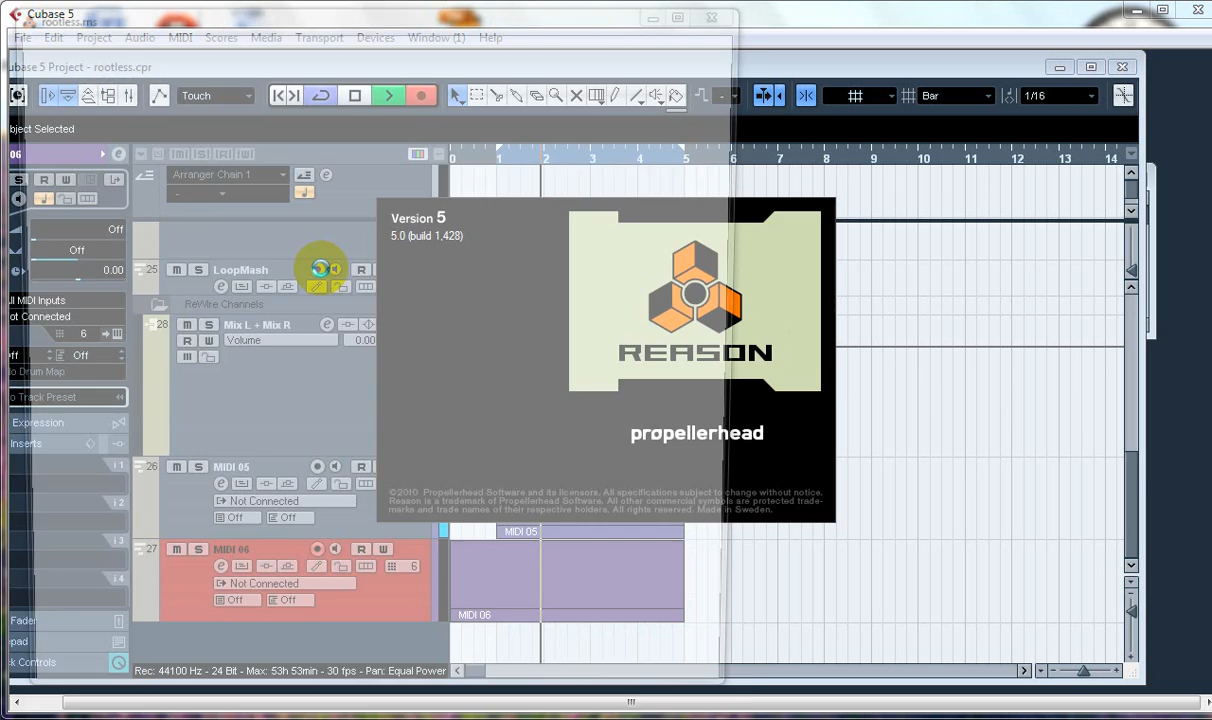 Cubase 5
rootless.rns
File Edit Project Audio MIDI Scores Media Transport Devices Window (1) Help
ubase 5 Project - rootless.cpr
Touch
Bar
1/16
bject Selected
06
0 1 2 3 4 5 6 7 8 9 10 11 12 13 14
Arranger Chain 1
Off
Off
0.00
25 M S LoopMash R
ll MIDI Inputs
ot Connected
6
Off
o Drum Map
o Track Preset
Expression
Inserts
i 1
i 2
i 3
i 4
Fader
epad
ck Controls
ReWire Channels
28 M S Mix L + Mix R
R W Volume 0.00
26 M S MIDI 05 R
Not Connected
Off Off
27 M S MIDI 06 R W
6
Not Connected
Off Off
MIDI 05
MIDI 06
Version 5
5.0 (build 1,428)
REASON
propellerhead
©2010 Propellerhead Software and its licensors. All specifications subject to change without notice.
Reason is a trademark of Propellerhead Software. All other commercial symbols are protected trade-
marks and trade names of their respective holders. All rights reserved. Made in Sweden.
Rec: 44100 Hz - 24 Bit - Max: 53h 53min - 30 fps - Pan: Equal Power